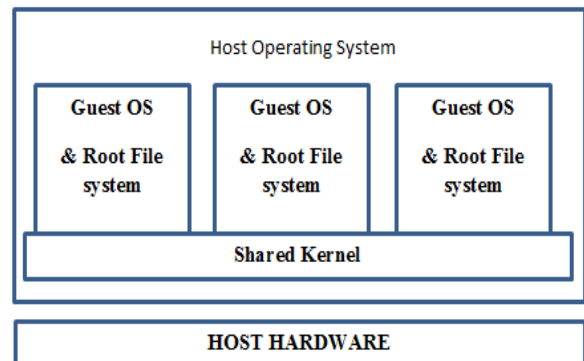 Host Operating System
Guest OS
& Root File
system
Guest OS
& Root File
system
Guest OS
& Root File
system
Shared Kernel
HOST HARDWARE